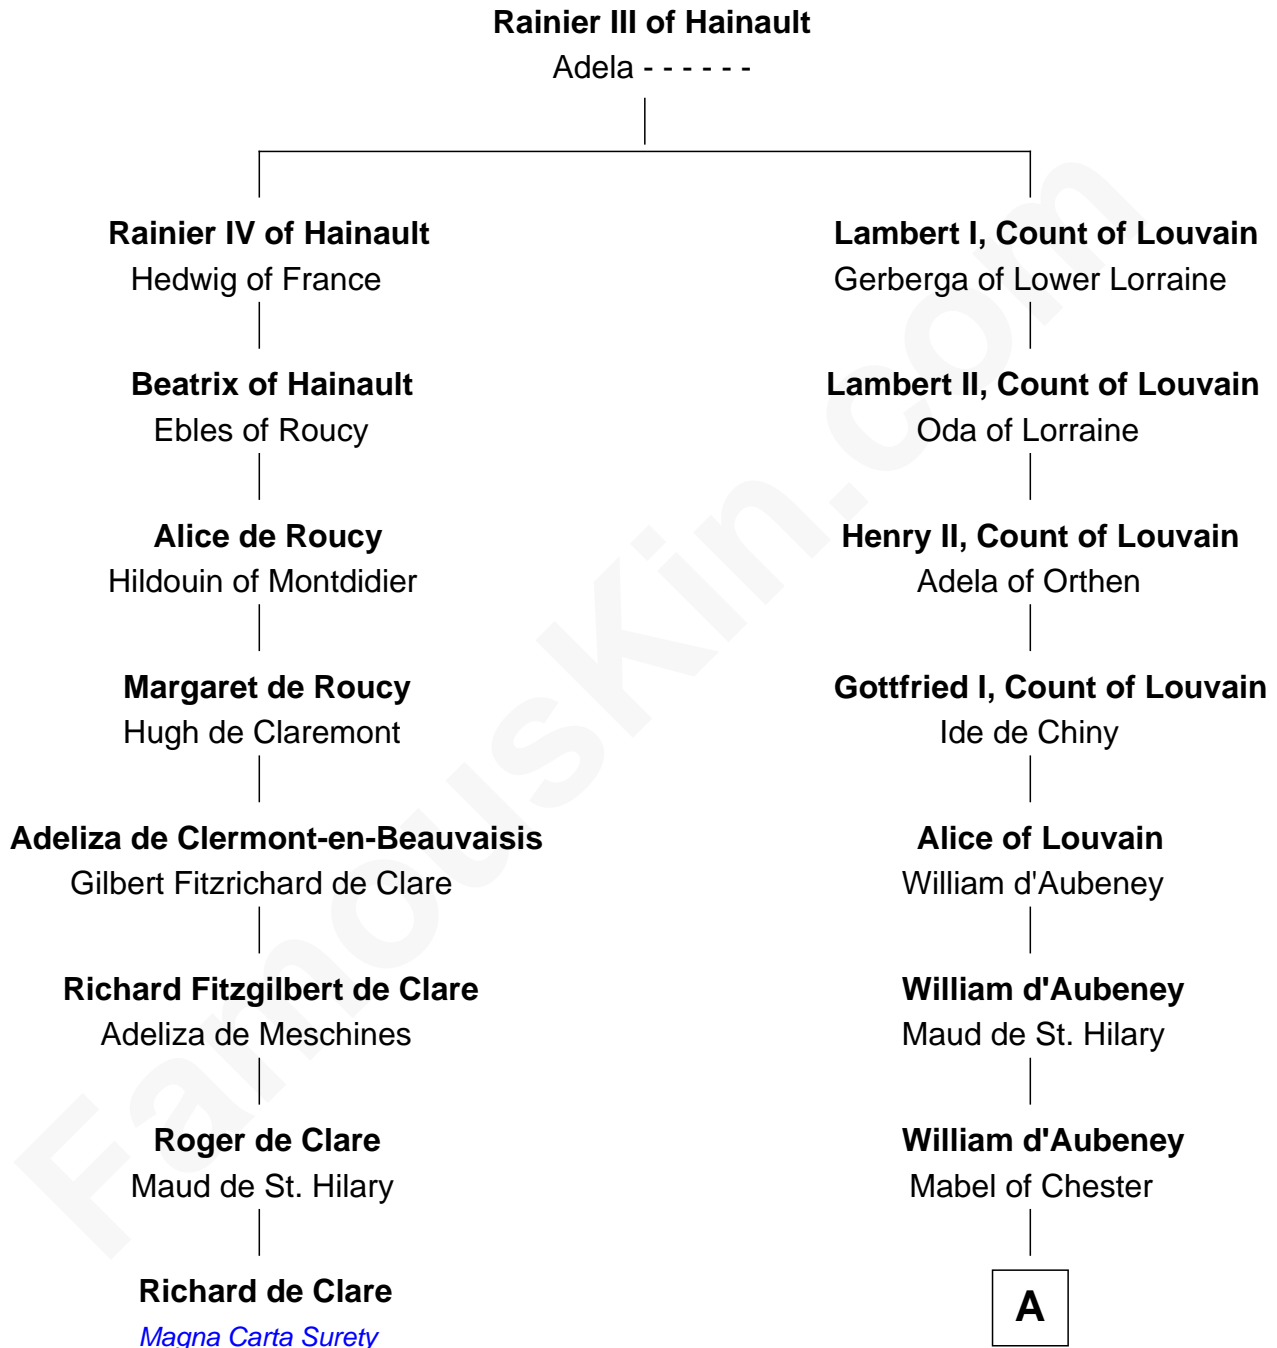 Rainier III of Hainault
Adela - - - - - -
Rainier IV of Hainault
Hedwig of France
Beatrix of Hainault
Ebles of Roucy
Alice de Roucy
Hildouin of Montdidier
Margaret de Roucy
Hugh de Claremont
Adeliza de Clermont-en-Beauvaisis
Gilbert Fitzrichard de Clare
Richard Fitzgilbert de Clare
Adeliza de Meschines
Roger de Clare
Maud de St. Hilary
Richard de Clare
Magna Carta Surety
Lambert I, Count of Louvain
Gerberga of Lower Lorraine
Lambert II, Count of Louvain
Oda of Lorraine
Henry II, Count of Louvain
Adela of Orthen
Gottfried I, Count of Louvain
Ide de Chiny
Alice of Louvain
William d'Aubeney
William d'Aubeney
Maud de St. Hilary
William d'Aubeney
Mabel of Chester
A
FamousKin.com